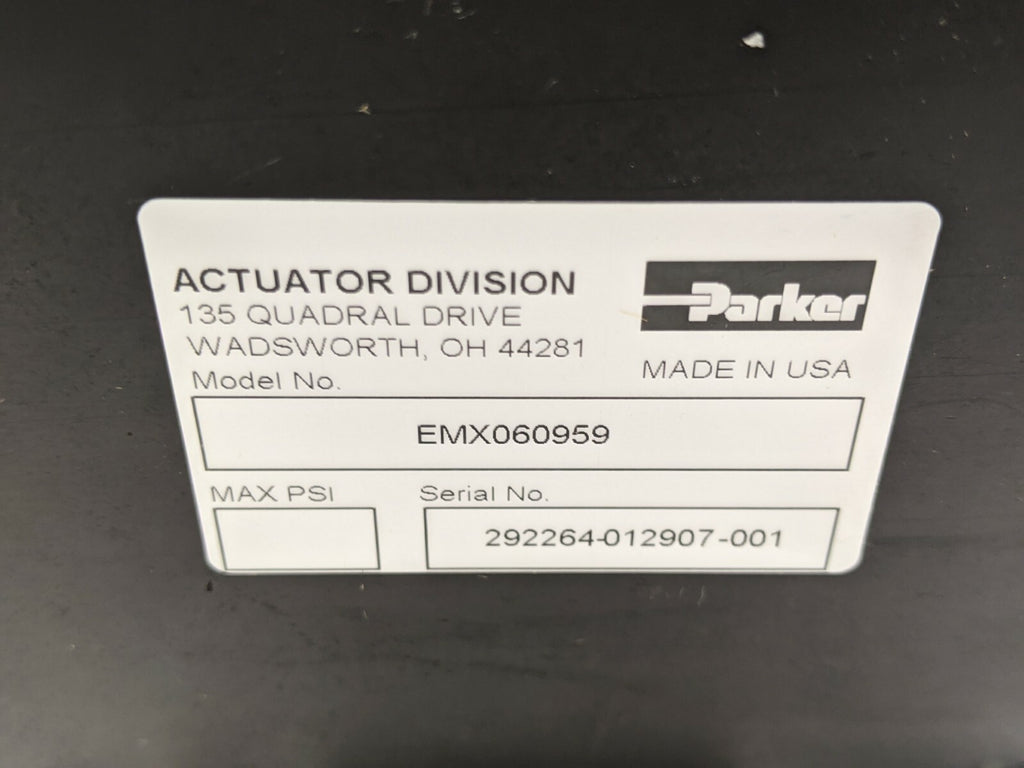 ACTUATOR DIVISION
135 QUADRAL DRIVE
WADSWORTH, OH 44281
Parker
MADE IN USA
Model No.
EMX060959
MAX PSI
Serial No.
292264-012907-001